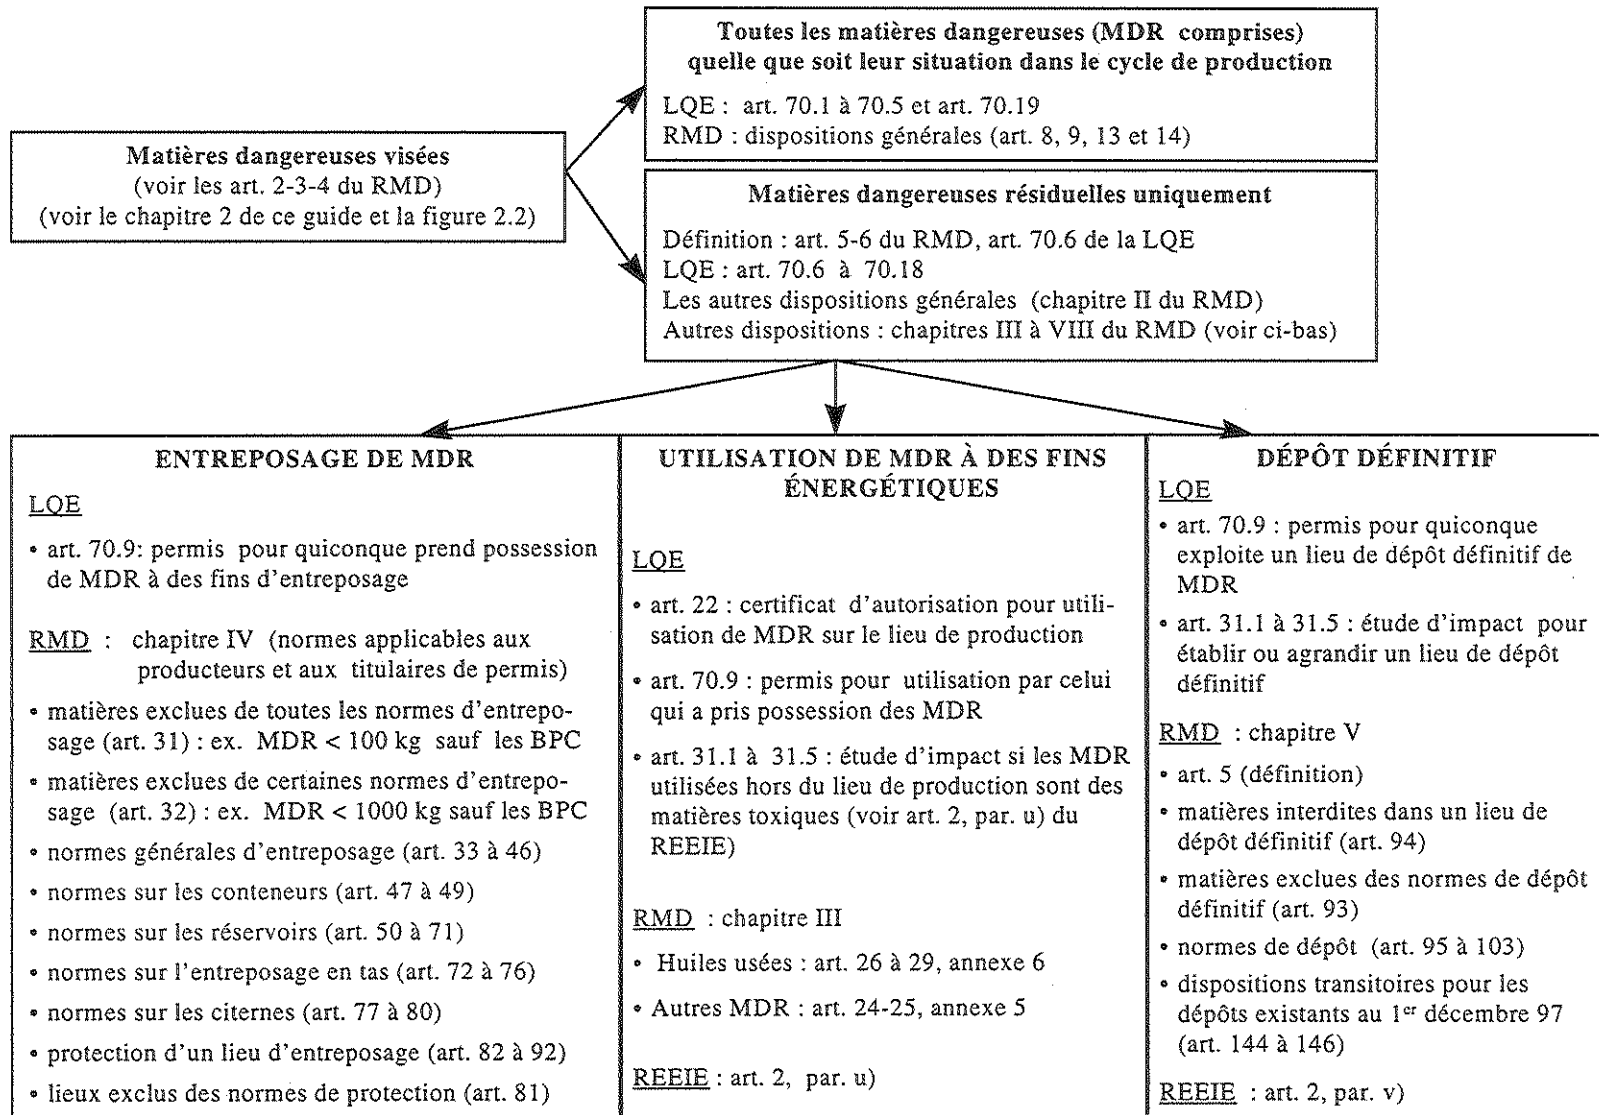 Toutes les matières dangereuses (MDR comprises)
quelle que soit leur situation dans le cycle de production
LQE : art. 70.1 à 70.5 et art. 70.19
RMD : dispositions générales (art. 8, 9, 13 et 14)
Matières dangereuses visées
(voir les art. 2-3-4 du RMD)
(voir le chapitre 2 de ce guide et la figure 2.2)
Matières dangereuses résiduelles uniquement
Définition : art. 5-6 du RMD, art. 70.6 de la LQE
LQE : art. 70.6 à 70.18
Les autres dispositions générales (chapitre II du RMD)
Autres dispositions : chapitres III à VIII du RMD (voir ci-bas)
ENTREPOSAGE DE MDR
LQE
• art. 70.9: permis pour quiconque prend possession
de MDR à des fins d'entreposage
RMD : chapitre IV (normes applicables aux
producteurs et aux titulaires de permis)
• matières exclues de toutes les normes d'entrepo-
sage (art. 31) : ex. MDR < 100 kg sauf les BPC
• matières exclues de certaines normes d'entrepo-
sage (art. 32) : ex. MDR < 1000 kg sauf les BPC
• normes générales d'entreposage (art. 33 à 46)
• normes sur les conteneurs (art. 47 à 49)
• normes sur les réservoirs (art. 50 à 71)
• normes sur l'entreposage en tas (art. 72 à 76)
• normes sur les citernes (art. 77 à 80)
• protection d'un lieu d'entreposage (art. 82 à 92)
• lieux exclus des normes de protection (art. 81)
UTILISATION DE MDR À DES FINS
ÉNERGÉTIQUES
LQE
• art. 22 : certificat d'autorisation pour utili-
sation de MDR sur le lieu de production
• art. 70.9 : permis pour utilisation par celui
qui a pris possession des MDR
• art. 31.1 à 31.5 : étude d'impact si les MDR
utilisées hors du lieu de production sont des
matières toxiques (voir art. 2, par. u) du
REEIE)
RMD : chapitre III
• Huiles usées : art. 26 à 29, annexe 6
• Autres MDR : art. 24-25, annexe 5
REEIE : art. 2, par. u)
DÉPÔT DÉFINITIF
LQE
• art. 70.9 : permis pour quiconque
exploite un lieu de dépôt définitif de
MDR
• art. 31.1 à 31.5 : étude d'impact pour
établir ou agrandir un lieu de dépôt
définitif
RMD : chapitre V
• art. 5 (définition)
• matières interdites dans un lieu de
dépôt définitif (art. 94)
• matières exclues des normes de dépôt
définitif (art. 93)
• normes de dépôt (art. 95 à 103)
• dispositions transitoires pour les
dépôts existants au 1er décembre 97
(art. 144 à 146)
REEIE : art. 2, par. v)